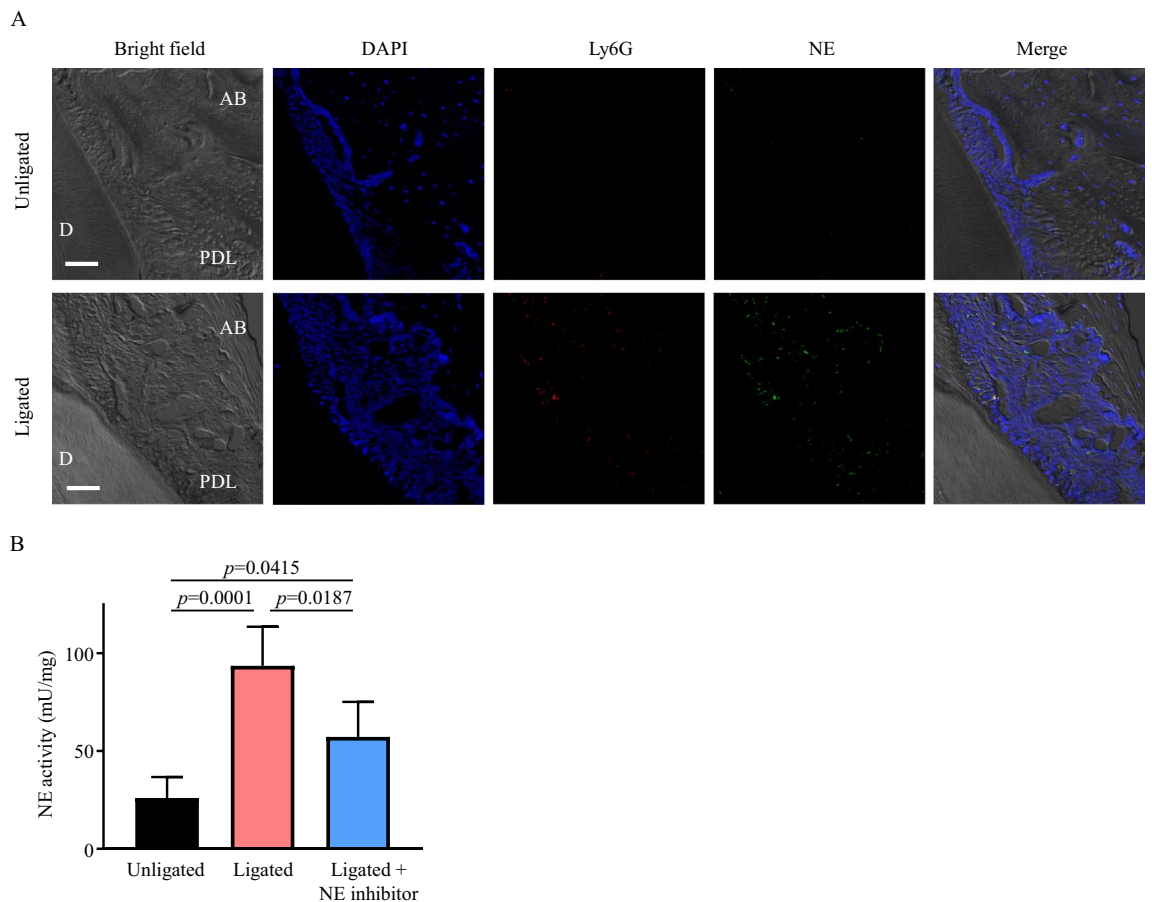 A
Bright field DAPI Ly6G NE Merge
Unligated
AB
D
PDL
Ligated
AB
D
PDL
B
p=0.0415
p=0.0001 p=0.0187
NE activity (mU/mg)
100
50
0
Unligated Ligated Ligated +
NE inhibitor